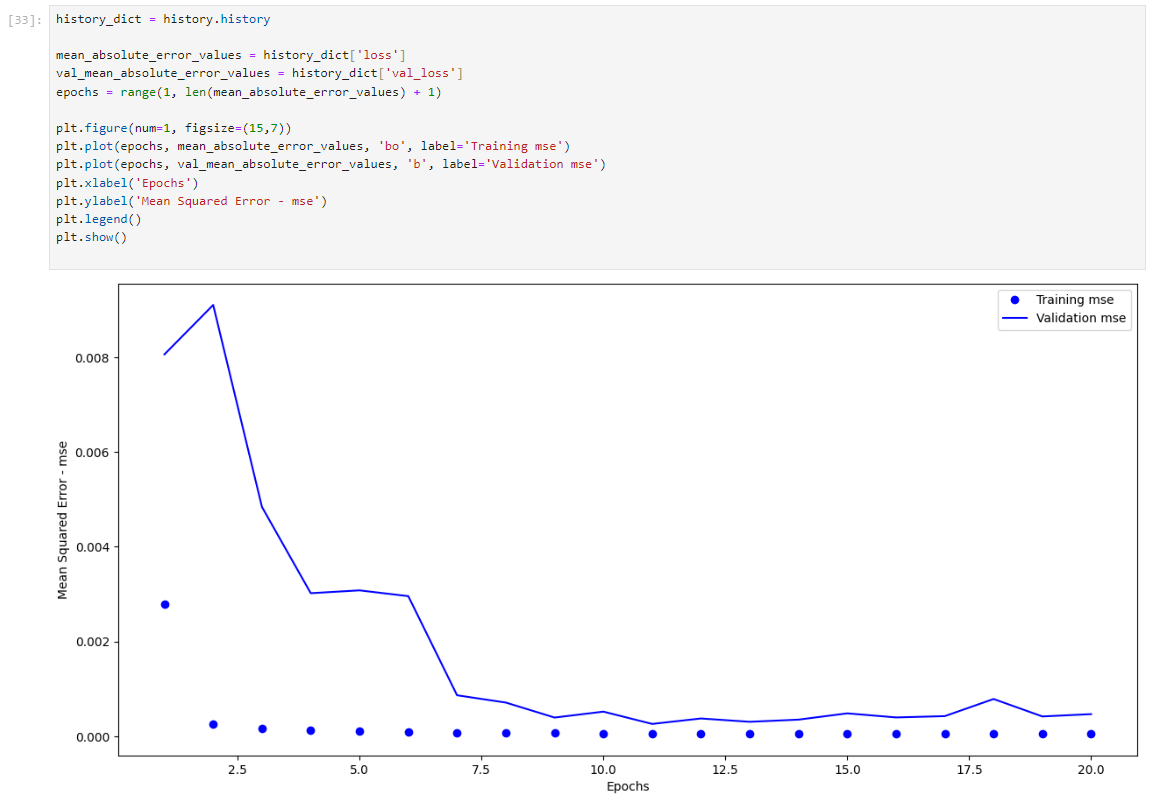 [33]:
history_dict = history.history
mean_absolute_error_values = history_dict['loss']
val_mean_absolute_error_values = history_dict['val_loss']
epochs = range(1, len(mean_absolute_error_values) + 1)
plt.figure(num=1, figsize=(15,7))
plt.plot(epochs, mean_absolute_error_values, 'bo', label='Training mse')
plt.plot(epochs, val_mean_absolute_error_values, 'b', label='Validation mse')
plt.xlabel('Epochs')
plt.ylabel('Mean Squared Error - mse')
plt.legend()
plt.show()
Training mse
Validation mse
0.008
0.006
0.004
0.002
0.000
Mean Squared Error - mse
2.5 5.0 7.5 10.0 12.5 15.0 17.5 20.0
Epochs